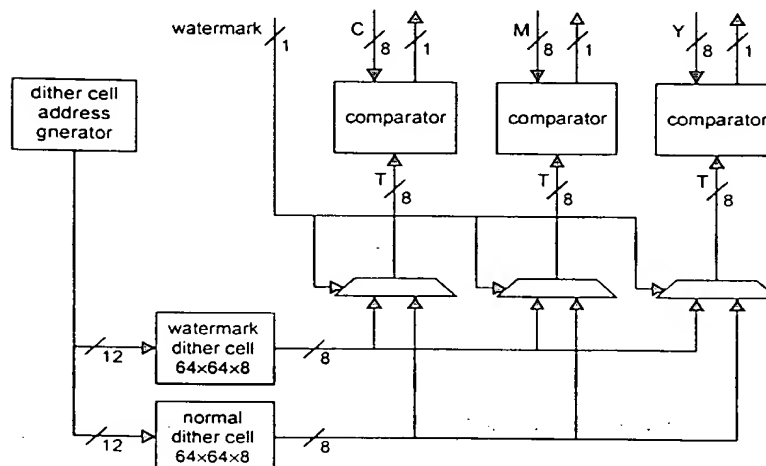 watermark
1
C
8
1
M
8
1
Y
8
1
dither cell
address
gnerator
comparator
comparator
comparator
T
8
T
8
T
8
watermark
dither cell
64×64×8
12
8
normal
dither cell
64×64×8
12
8